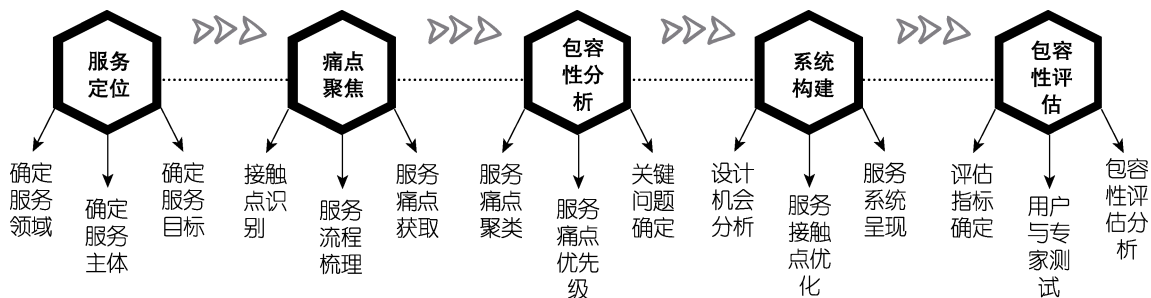 服务
定位
痛点
聚焦
包容
性分
析
系统
构建
包容
性评
估
确定
服务
领域
确定
服务
主体
确定
服务
目标
接触
点识
别
服务
流程
梳理
服务
痛点
获取
服务
痛点
聚类
服务
痛点
优先
级
关键
问题
确定
设计
机会
分析
服务
接触
点优
化
服务
系统
呈现
评估
指标
确定
用户
与专
家测
试
包容
性评
估分
析